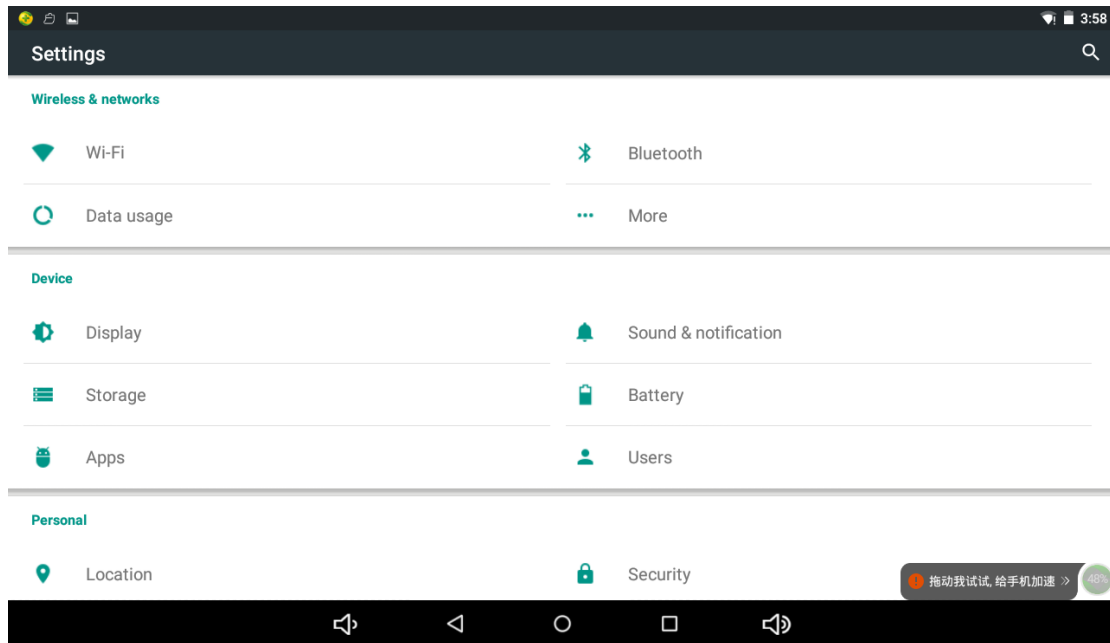 3:58
Settings
Wireless & networks
Wi-Fi
Bluetooth
Data usage
More
Device
Display
Sound & notification
Storage
Battery
Apps
Users
Personal
Location
Security
拖动我试试, 给手机加速 »
48%